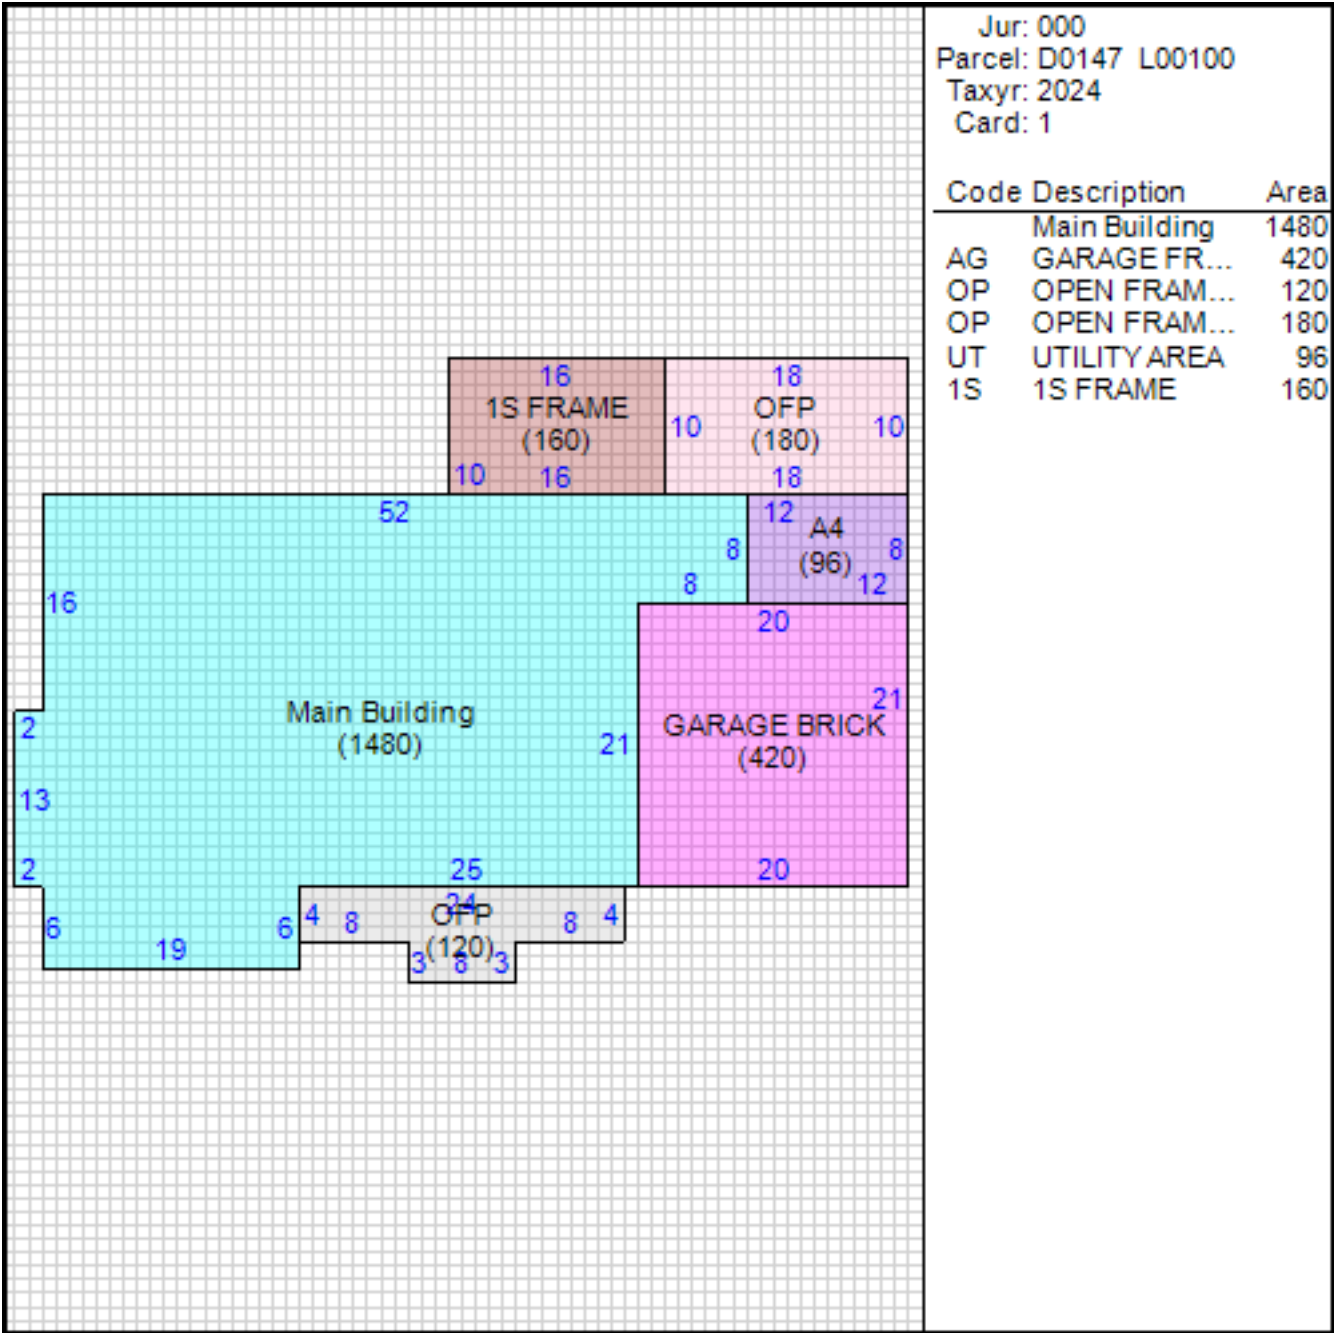 Jur: 000
Parcel: D0147 L00100
Taxyr: 2024
Card: 1
Code Description Area
Main Building 1480
AG GARAGE FR... 420
OP OPEN FRAM... 120
OP OPEN FRAM... 180
UT UTILITY AREA 96
1S 1S FRAME 160
16 18
1S FRAME OFP
(160) 10 (180) 10
10 16 18
52 12
A4
8 (96) 8
8 12
16 20
21
2 Main Building GARAGE BRICK
(1480) 21 (420)
13
2 25 20
24
4 8 OFP 8 4
6 19 6 (120)
3 8 3